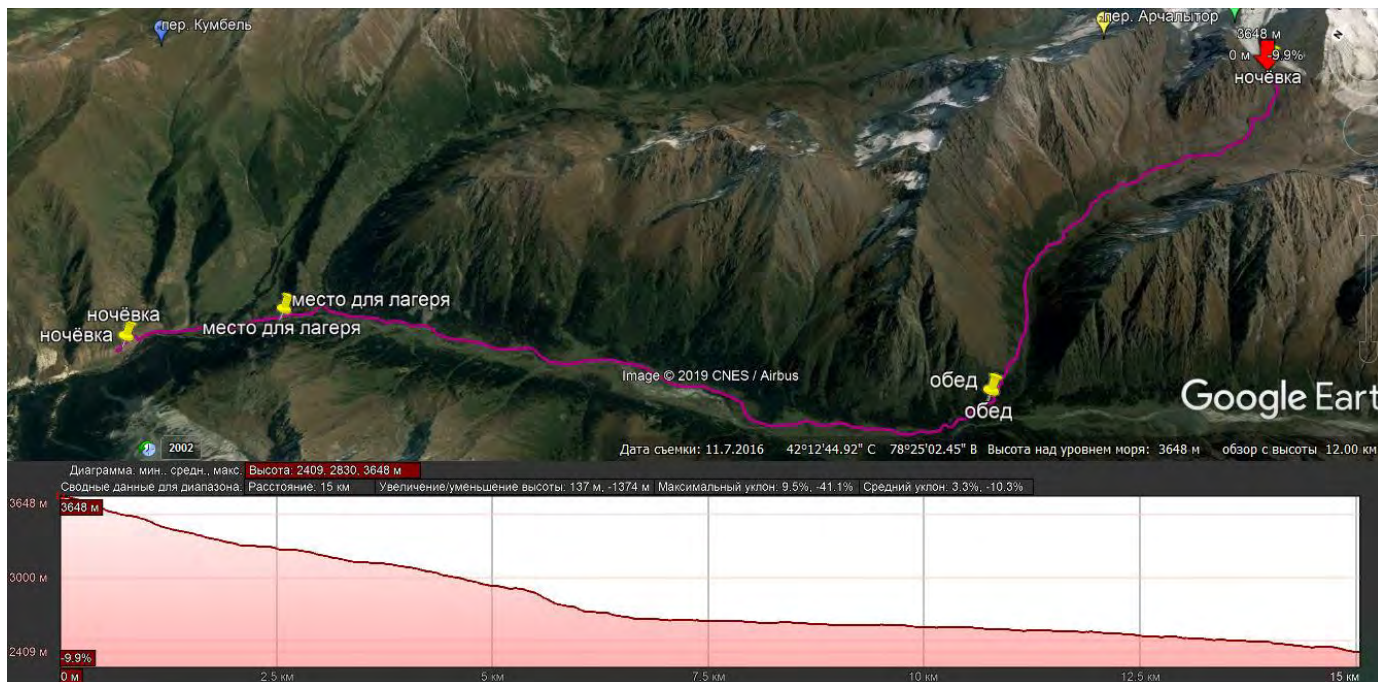 пер. Кумбель
пер. Арчалытор
3648 м
0 м -9.9%
ночёвка
N
место для лагеря
ночёвка
ночёвка
место для лагеря
Image © 2019 CNES / Airbus
обед
обед
Google Eart
2002
Дата съемки: 11.7.2016 42°12'44.92" С 78°25'02.45" В Высота над уровнем моря: 3648 м обзор с высоты 12.00 км
Диаграмма: мин., средн., макс. Высота: 2409, 2830, 3648 м
Сводные данные для диапазона: Расстояние: 15 км Увеличение/уменьшение высоты: 137 м, -1374 м Максимальный уклон: 9.5%, -41.1% Средний уклон: 3.3%, -10.3%
3648 м
3648 м
3000 м
2409 м
-9.9%
0 м 2.5 км 5 км 7.5 км 10 км 12.5 км 15 км